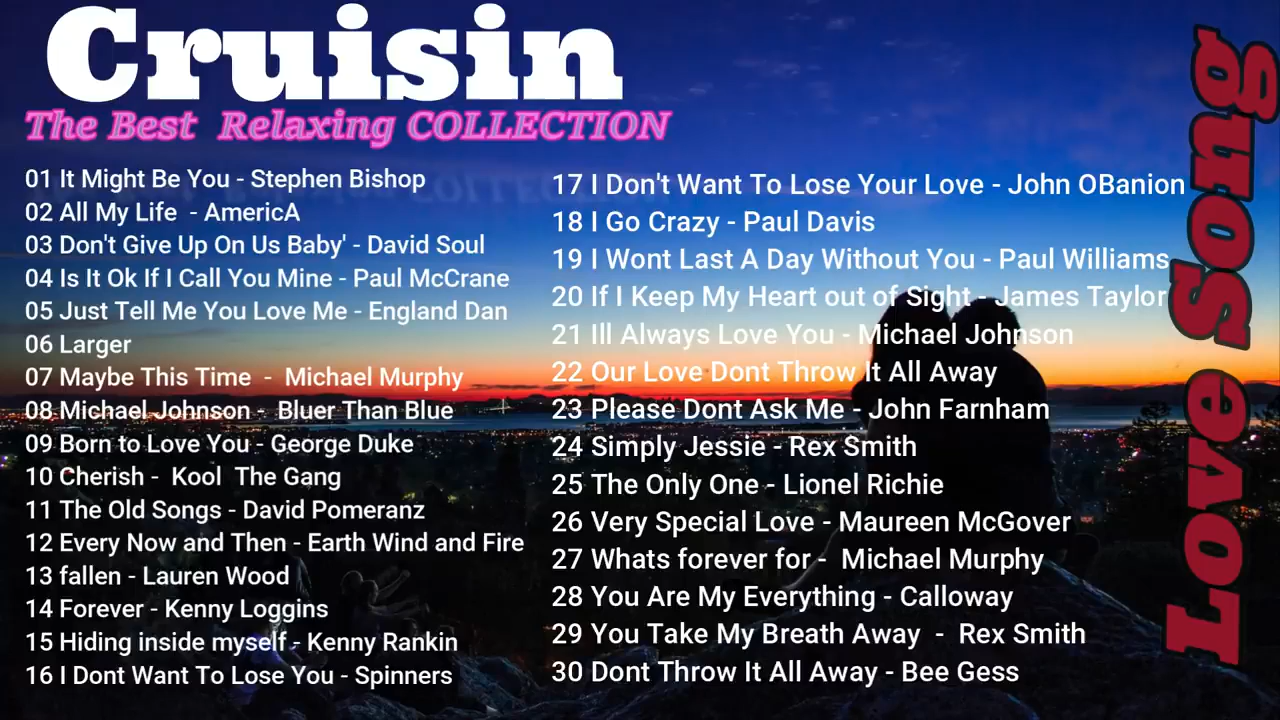 Cruisin
The Best Relaxing COLLECTION
01 It Might Be You - Stephen Bishop
02 All My Life - AmericA
03 Don't Give Up On Us Baby' - David Soul
04 Is It Ok If I Call You Mine - Paul McCrane
05 Just Tell Me You Love Me - England Dan
06 Larger
07 Maybe This Time - Michael Murphy
08 Michael Johnson - Bluer Than Blue
09 Born to Love You - George Duke
10 Cherish - Kool The Gang
11 The Old Songs - David Pomeranz
12 Every Now and Then - Earth Wind and Fire
13 fallen - Lauren Wood
14 Forever - Kenny Loggins
15 Hiding inside myself - Kenny Rankin
16 I Dont Want To Lose You - Spinners
17 I Don't Want To Lose Your Love - John OBanion
18 I Go Crazy - Paul Davis
19 I Wont Last A Day Without You - Paul Williams
20 If I Keep My Heart out of Sight - James Taylor
21 Ill Always Love You - Michael Johnson
22 Our Love Dont Throw It All Away
23 Please Dont Ask Me - John Farnham
24 Simply Jessie - Rex Smith
25 The Only One - Lionel Richie
26 Very Special Love - Maureen McGover
27 Whats forever for - Michael Murphy
28 You Are My Everything - Calloway
29 You Take My Breath Away - Rex Smith
30 Dont Throw It All Away - Bee Gess
Love Song